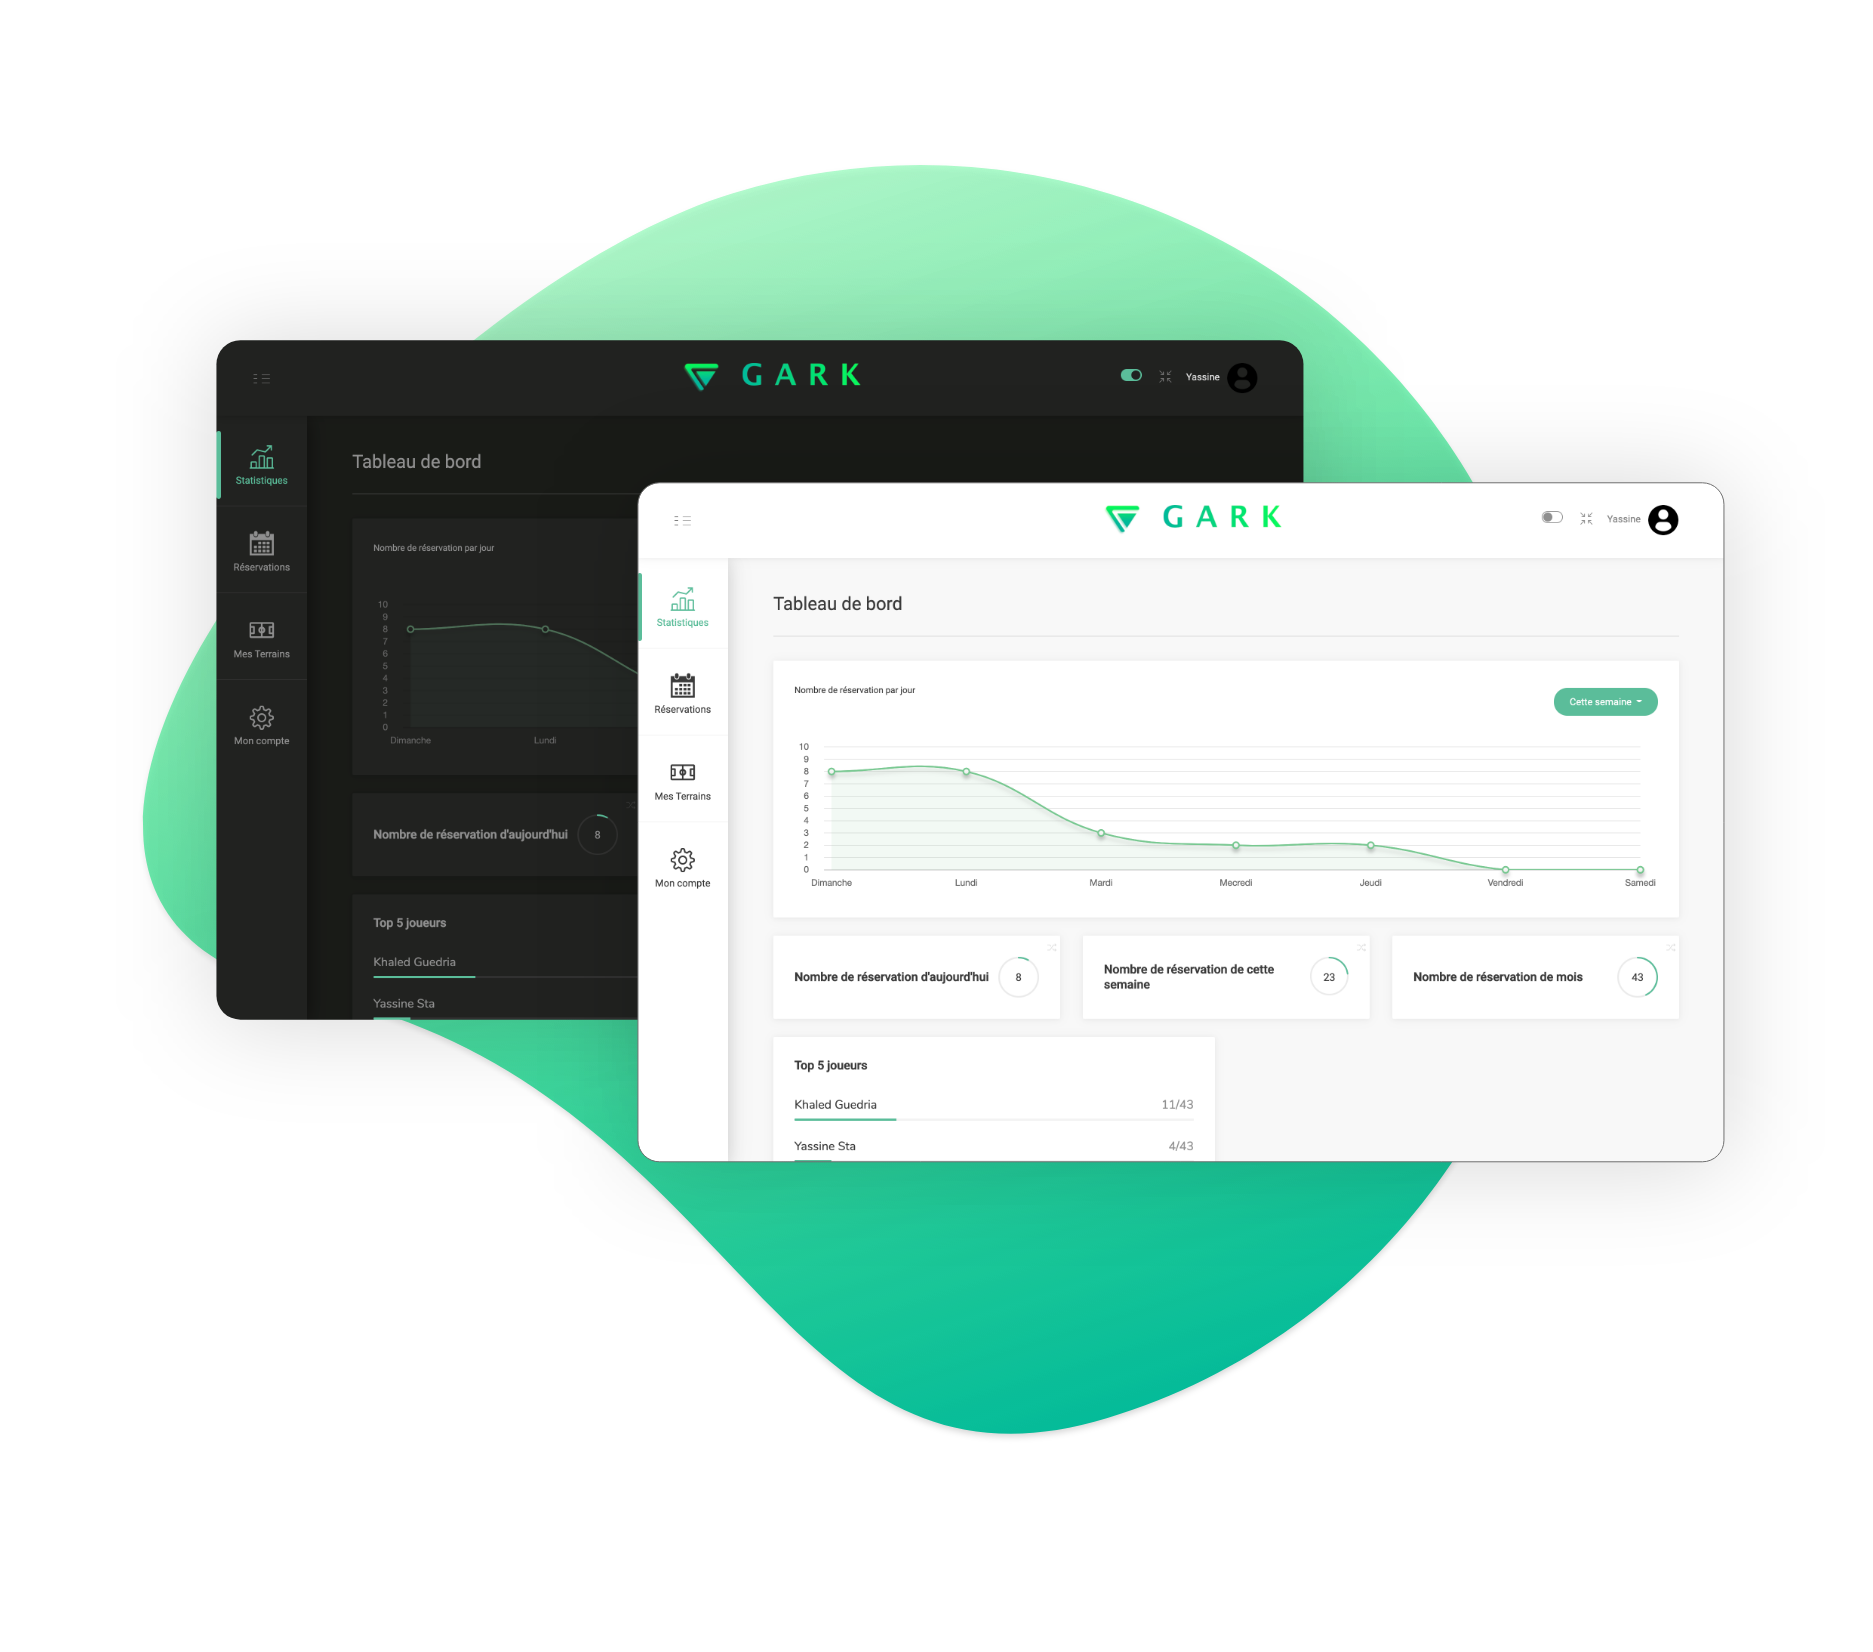 GARK
Yassine
Statistiques
Réservations
Mes Terrains
Mon compte
Tableau de bord
Nombre de réservation par jour
10
9
8
7
6
5
4
3
2
1
0
Dimanche Lundi
Nombre de réservation d'aujourd'hui 8
Top 5 joueurs
Khaled Guedria
Yassine Sta
GARK
Yassine
Statistiques
Réservations
Mes Terrains
Mon compte
Tableau de bord
Nombre de réservation par jour
Cette semaine
10
9
8
7
6
5
4
3
2
1
0
Dimanche Lundi Mardi Mecredi Jeudi Vendredi Samedi
Nombre de réservation d'aujourd'hui 8
Nombre de réservation de cette
semaine
23
Nombre de réservation de mois 43
Top 5 joueurs
Khaled Guedria 11/43
Yassine Sta 4/43